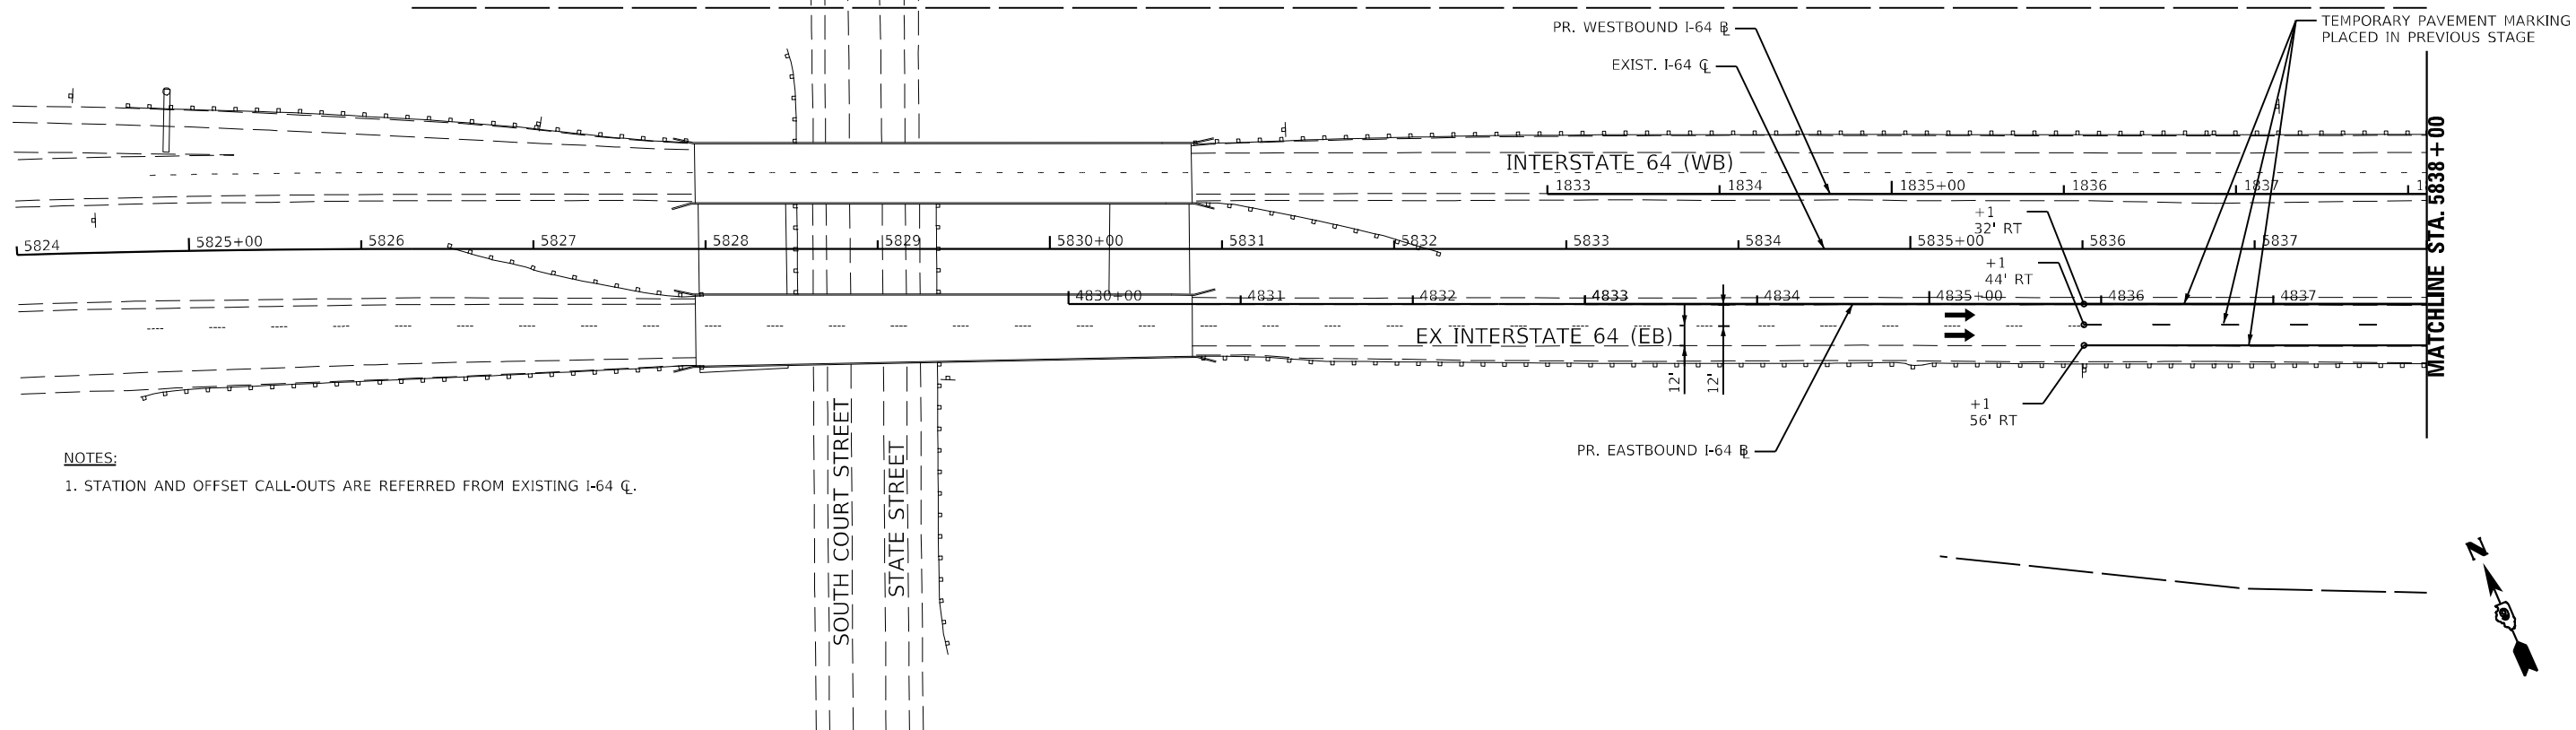 TEMPORARY PAVEMENT MARKING
PLACED IN PREVIOUS STAGE
PR. WESTBOUND I-64 BL
EXIST. I-64 CL
INTERSTATE 64 (WB)
1833
1834
1835+00
1836
1837
MATCHLINE STA. 5838+00
+1
32' RT
5824
5825+00
5826
5827
5828
5829
5830+00
5831
5832
5833
5834
5835+00
5836
5837
+1
44' RT
4830+00
4831
4832
4833
4834
4835+00
4836
4837
EX INTERSTATE 64 (EB)
12'
12'
+1
56' RT
PR. EASTBOUND I-64 BL
SOUTH COURT STREET
STATE STREET
NOTES:
1. STATION AND OFFSET CALL-OUTS ARE REFERRED FROM EXISTING I-64 CL.
N